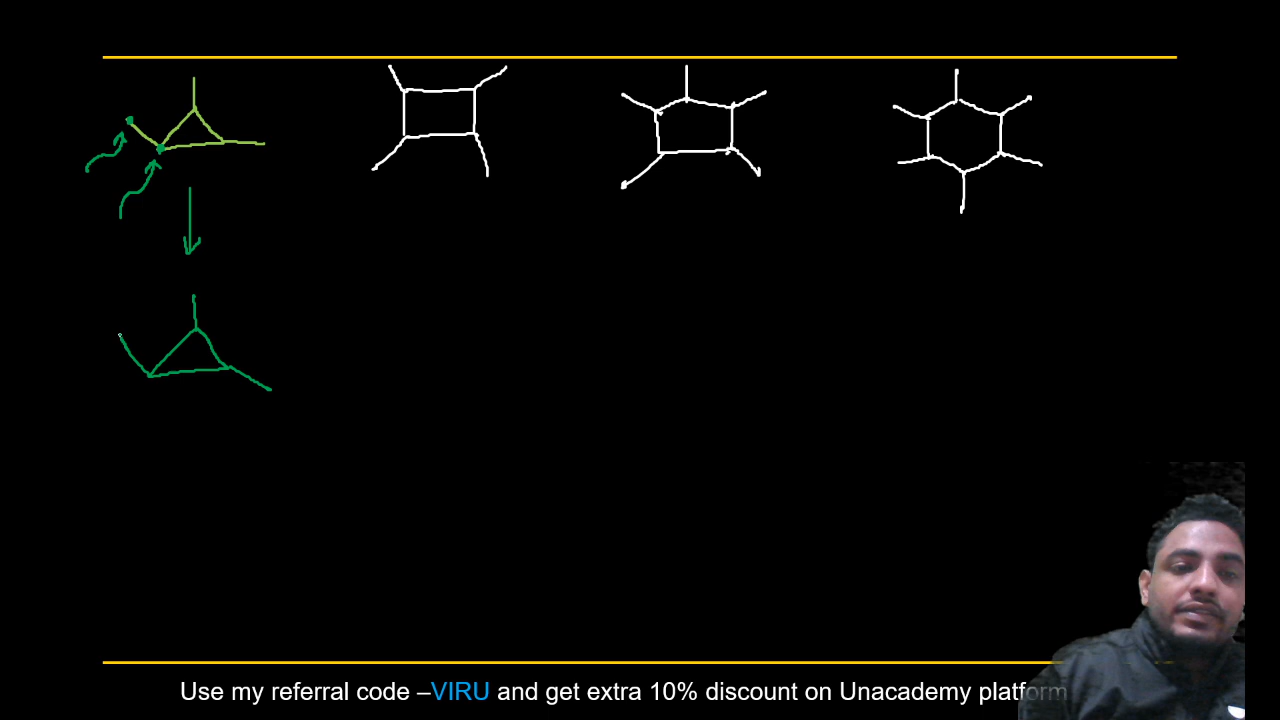 Use my referral code –VIRU and get extra 10% discount on Unacademy platform